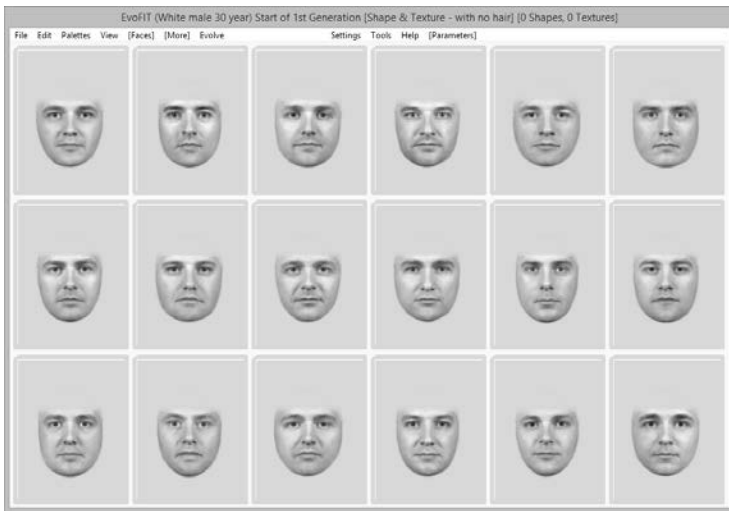 EvoFIT (White male 30 year) Start of 1st Generation [Shape & Texture - with no hair] [0 Shapes, 0 Textures]
File Edit Palettes View [Faces] [More] Evolve Settings Tools Help [Parameters]